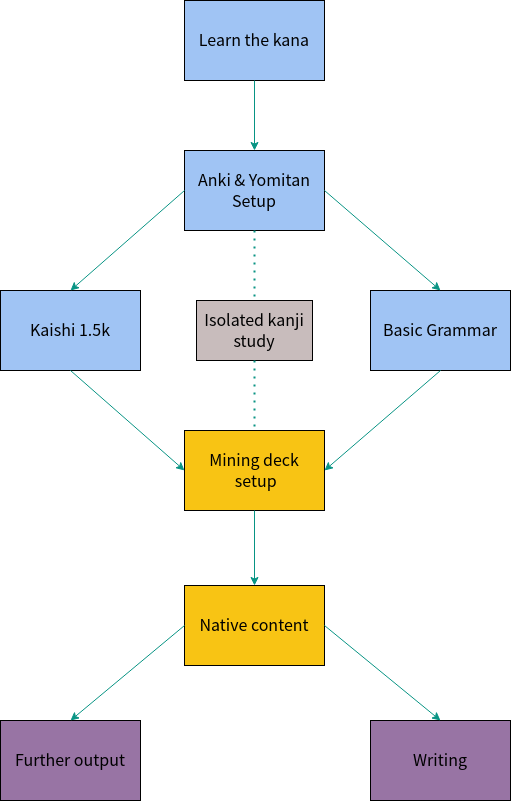 Learn the kana
Anki & Yomitan
Setup
Kaishi 1.5k
Isolated kanji
study
Basic Grammar
Mining deck
setup
Native content
Further output
Writing